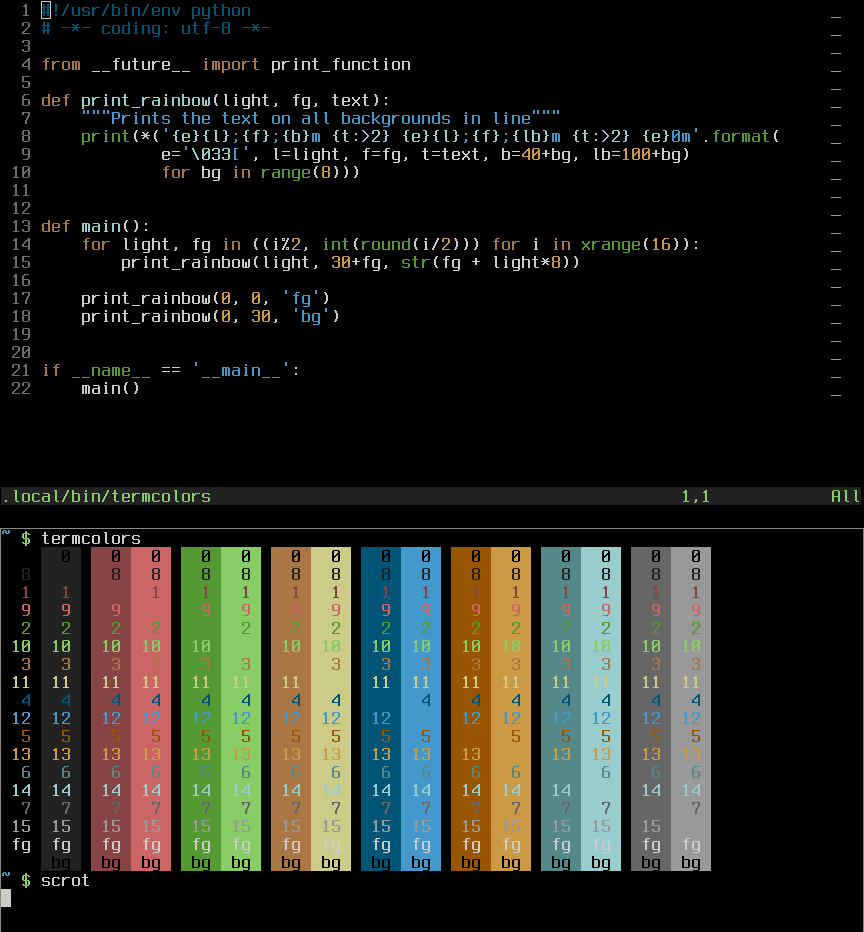 1 #!/usr/bin/env python
2 # -*- coding: utf-8 -*-
3
4 from __future__ import print_function
5
6 def print_rainbow(light, fg, text):
7     """Prints the text on all backgrounds in line"""
8     print(*('{e}{l};{f};{b}m {t:>2} {e}{l};{f};{lb}m {t:>2} {e}0m'.format(
9             e='\033[', l=light, f=fg, t=text, b=40+bg, lb=100+bg)
10             for bg in range(8)))
11
12
13 def main():
14     for light, fg in ((i%2, int(round(i/2))) for i in xrange(16)):
15         print_rainbow(light, 30+fg, str(fg + light*8))
16
17     print_rainbow(0, 0, 'fg')
18     print_rainbow(0, 30, 'bg')
19
20
21 if __name__ == '__main__':
22     main()
.local/bin/termcolors 1,1 All
~ $ termcolors
0 0 0 0 0 0 0 0 0 0 0 0 0 0 0
8 8 8 8 8 8 8 8 8 8 8 8 8 8 8
1 1 1 1 1 1 1 1 1 1 1 1 1 1 1
9 9 9 9 9 9 9 9 9 9 9 9 9 9 9
2 2 2 2 2 2 2 2 2 2 2 2 2 2 2
10 10 10 10 10 10 10 10 10 10 10 10 10 10 10
3 3 3 3 3 3 3 3 3 3 3 3 3 3 3
11 11 11 11 11 11 11 11 11 11 11 11 11 11 11
4 4 4 4 4 4 4 4 4 4 4 4 4 4 4
12 12 12 12 12 12 12 12 12 12 12 12 12 12 12
5 5 5 5 5 5 5 5 5 5 5 5 5 5 5
13 13 13 13 13 13 13 13 13 13 13 13 13 13 13
6 6 6 6 6 6 6 6 6 6 6 6 6 6 6
14 14 14 14 14 14 14 14 14 14 14 14 14 14 14
7 7 7 7 7 7 7 7 7 7 7 7 7 7 7
15 15 15 15 15 15 15 15 15 15 15 15 15 15 15
fg fg fg fg fg fg fg fg fg fg fg fg fg fg fg fg
bg bg bg bg bg bg bg bg bg bg bg bg bg bg bg
~ $ scrot